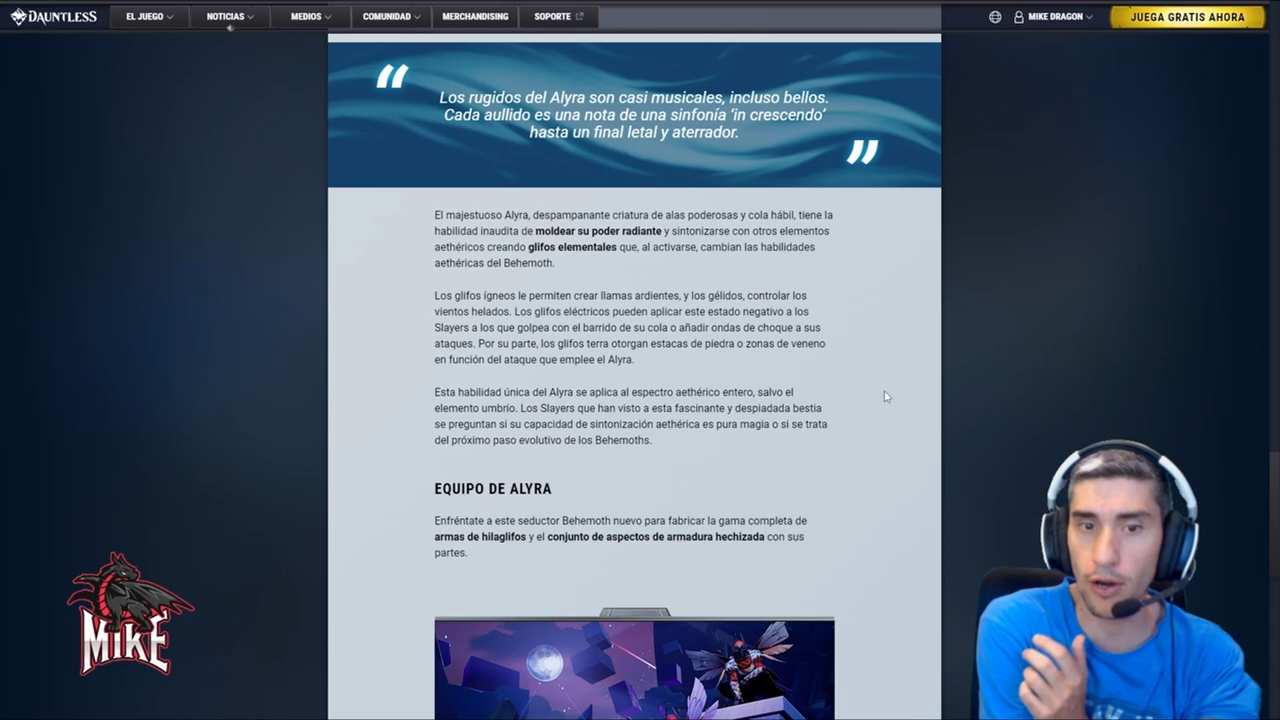 DAUNTLESS
EL JUEGO
NOTICIAS
MEDIOS
COMUNIDAD
MERCHANDISING
SOPORTE
MIKE DRAGON
JUEGA GRATIS AHORA
“
Los rugidos del Alyra son casi musicales, incluso bellos.
Cada aullido es una nota de una sinfonía 'in crescendo'
hasta un final letal y aterrador.
”
El majestuoso Alyra, despampanante criatura de alas poderosas y cola hábil, tiene la
habilidad inaudita de moldear su poder radiante y sintonizarse con otros elementos
aethéricos creando glifos elementales que, al activarse, cambian las habilidades
aethéricas del Behemoth.
Los glifos ígneos le permiten crear llamas ardientes, y los gélidos, controlar los
vientos helados. Los glifos eléctricos pueden aplicar este estado negativo a los
Slayers a los que golpea con el barrido de su cola o añadir ondas de choque a sus
ataques. Por su parte, los glifos terra otorgan estacas de piedra o zonas de veneno
en función del ataque que emplee el Alyra.
Esta habilidad única del Alyra se aplica al espectro aethérico entero, salvo el
elemento umbrío. Los Slayers que han visto a esta fascinante y despiadada bestia
se preguntan si su capacidad de sintonización aethérica es pura magia o si se trata
del próximo paso evolutivo de los Behemoths.
EQUIPO DE ALYRA
Enfréntate a este seductor Behemoth nuevo para fabricar la gama completa de
armas de hilaglifos y el conjunto de aspectos de armadura hechizada con sus
partes.
MIKE